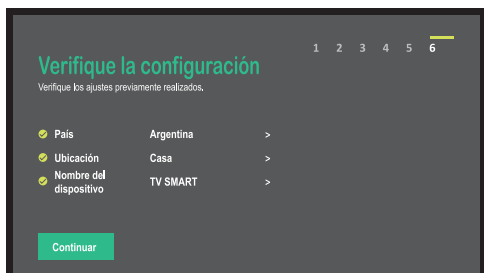 1 2 3 4 5 6
Verifique la configuración
Verifique los ajustes previamente realizados.
País Argentina >
Ubicación Casa >
Nombre del
dispositivo TV SMART >
Continuar